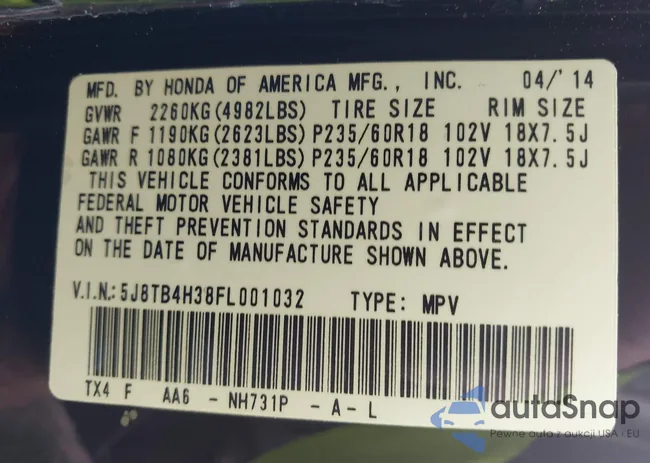 MFD. BY HONDA OF AMERICA MFG., INC. 04/'14
GVWR 2260KG(4982LBS) TIRE SIZE RIM SIZE
GAWR F 1190KG(2623LBS) P235/60R18 102V 18X7.5J
GAWR R 1080KG(2381LBS) P235/60R18 102V 18X7.5J
THIS VEHICLE CONFORMS TO ALL APPLICABLE
FEDERAL MOTOR VEHICLE SAFETY
AND THEFT PREVENTION STANDARDS IN EFFECT
ON THE DATE OF MANUFACTURE SHOWN ABOVE.
V.I.N.: 5J8TB4H38FL001032 TYPE: MPV
TX4 F AA6 - NH731P - A - L
autaSnap
Pewne auta z aukcji USA i EU